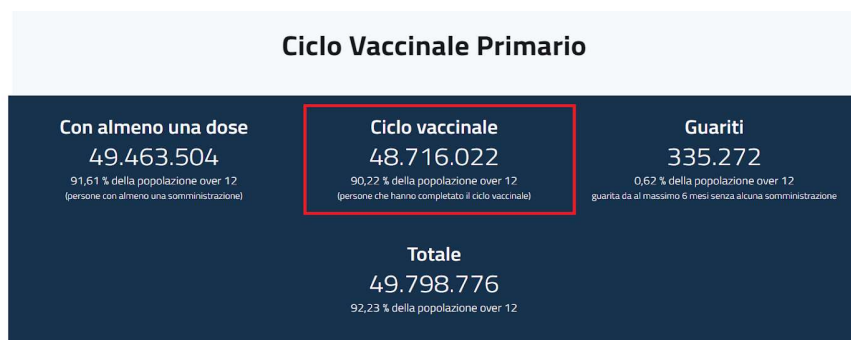 Ciclo Vaccinale Primario
Con almeno una dose
49.463.504
91,61 % della popolazione over 12
(persone con almeno una somministrazione)
Ciclo vaccinale
48.716.022
90,22 % della popolazione over 12
(persone che hanno completato il ciclo vaccinale)
Guariti
335.272
0,62 % della popolazione over 12
guarita da al massimo 6 mesi senza alcuna somministrazione
Totale
49.798.776
92,23 % della popolazione over 12